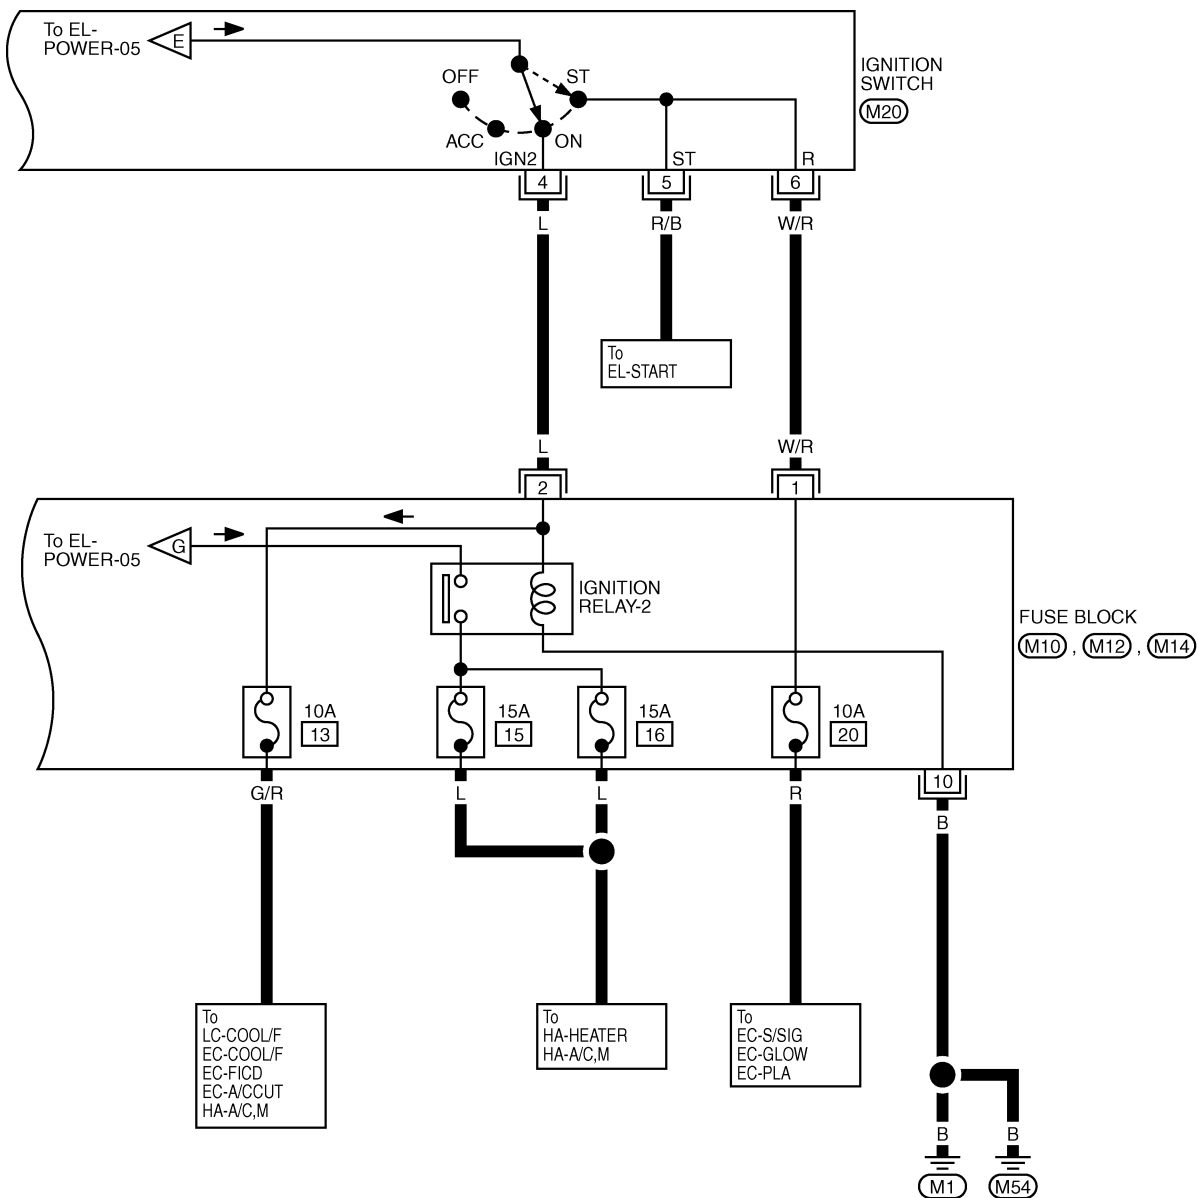 To EL-
POWER-05
E
OFF
ST
IGNITION
SWITCH
M20
ACC
ON
IGN2
ST
R
4
5
6
L
R/B
W/R
To
EL-START
L
W/R
2
1
To EL-
POWER-05
G
IGNITION
RELAY-2
FUSE BLOCK
M10 , M12 , M14
10A
13
15A
15
15A
16
10A
20
10
G/R
L
L
R
B
To
LC-COOL/F
EC-COOL/F
EC-FICD
EC-A/CCUT
HA-A/C,M
To
HA-HEATER
HA-A/C,M
To
EC-S/SIG
EC-GLOW
EC-PLA
B
B
M1
M54